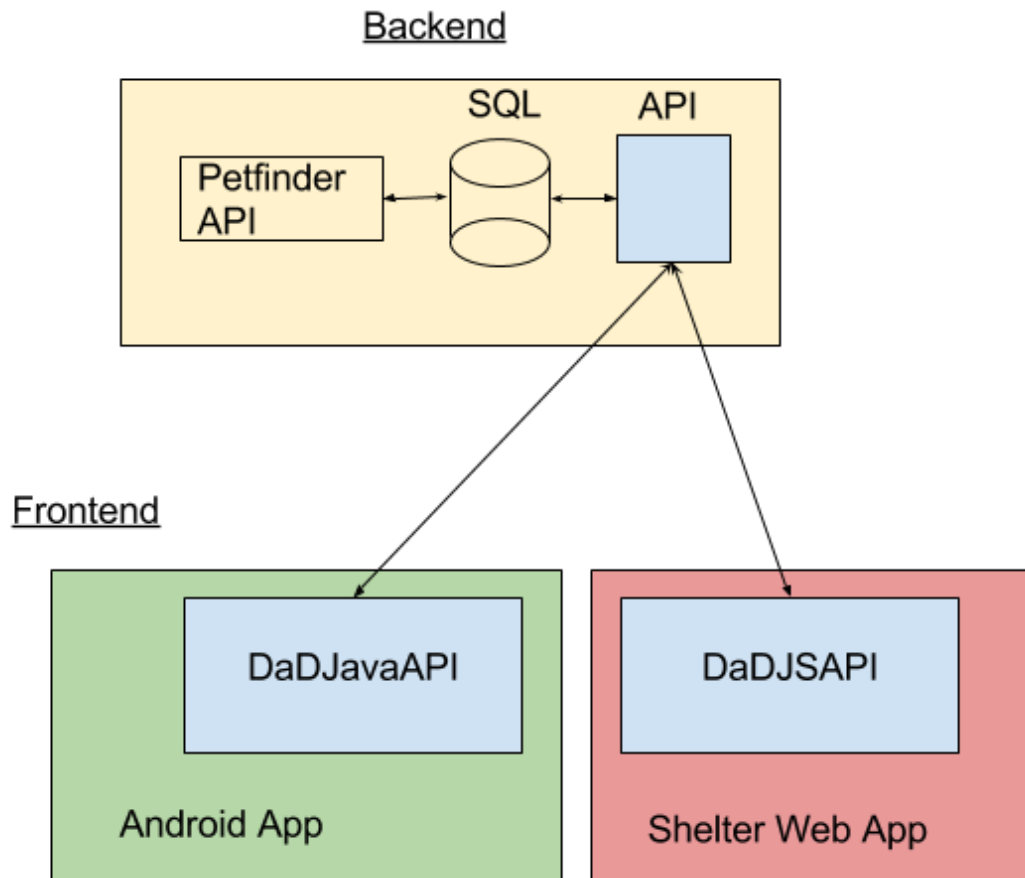 Backend
SQL
API
Petfinder
API
Frontend
DaDJavaAPI
DaDJSAPI
Android App
Shelter Web App